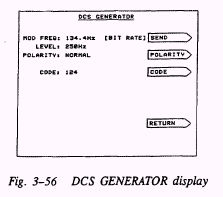 DCS GENERATOR
MOD FREQ: 134.4Hz [BIT RATE] SEND
LEVEL: 250Hz
POLARITY: NORMAL POLARITY
CODE: 124 CODE
RETURN
Fig. 3–56 DCS GENERATOR display